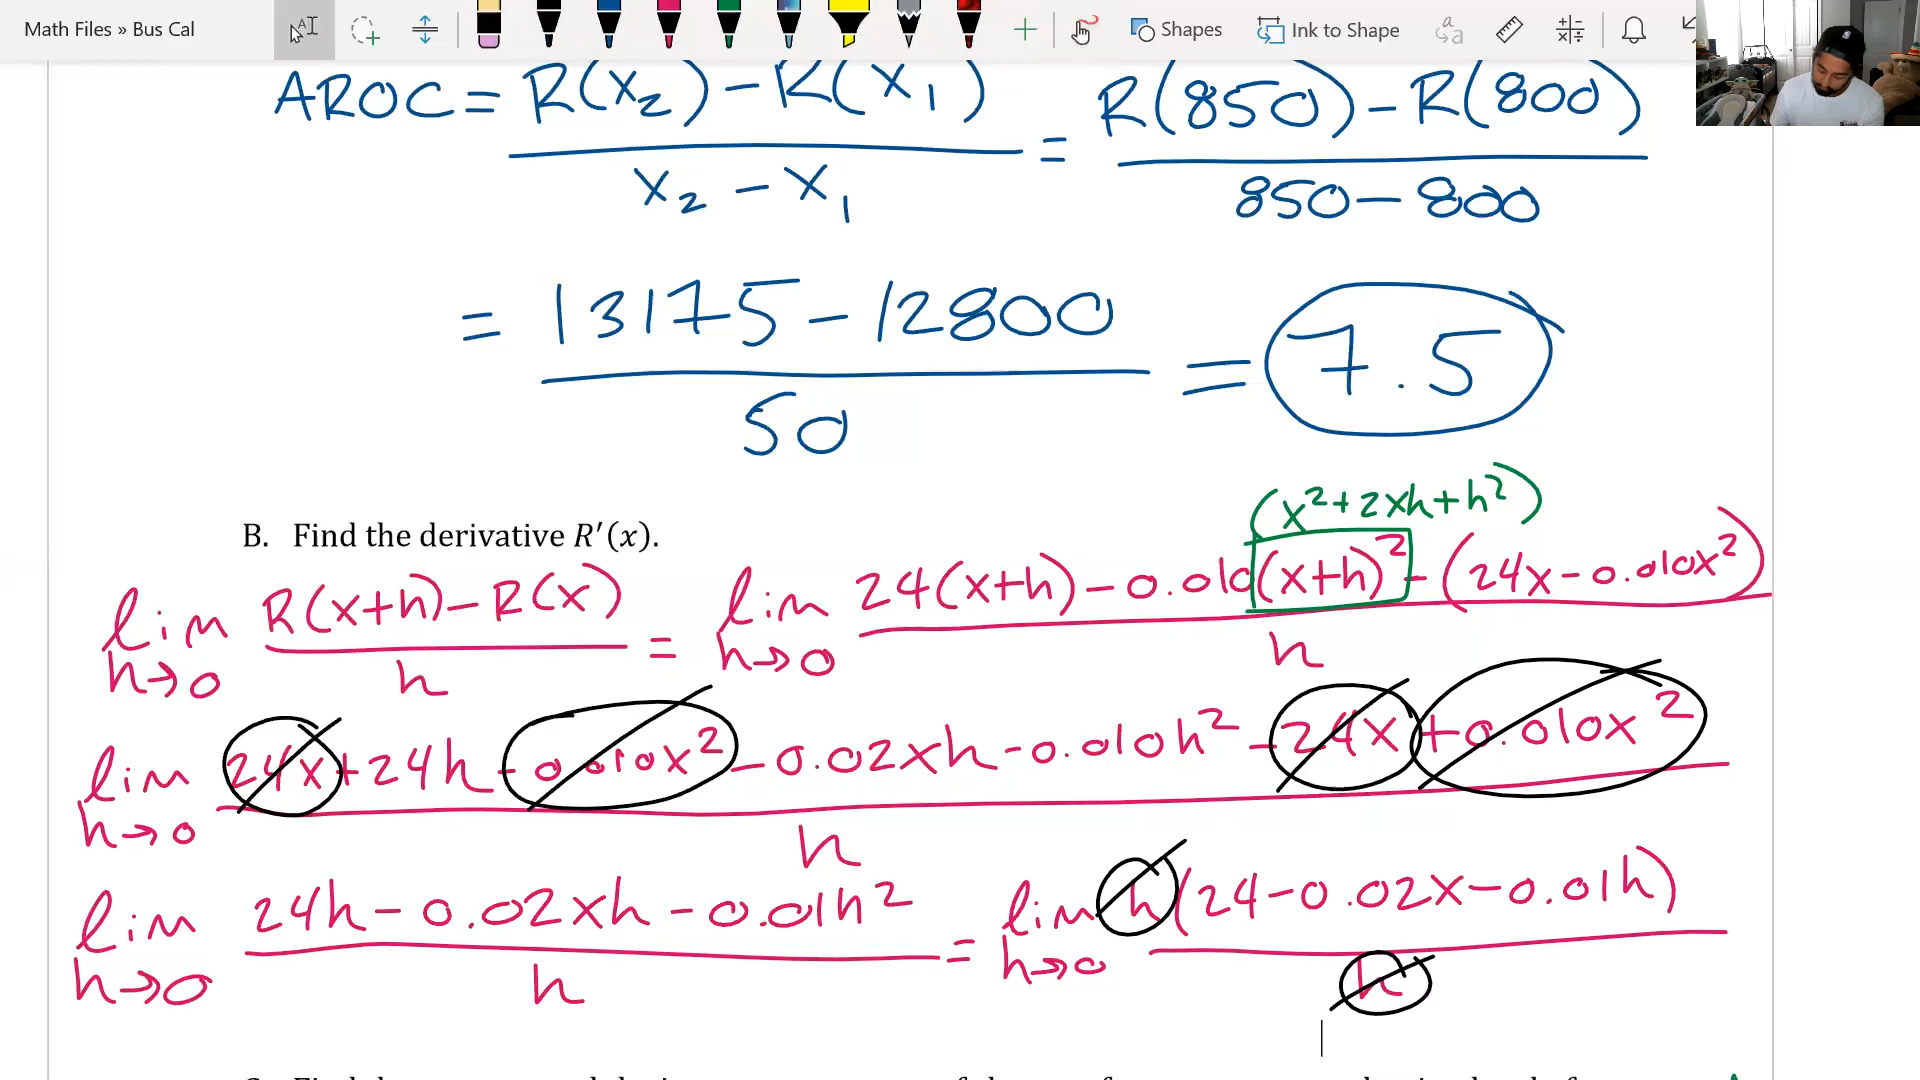 Math Files » Bus Cal
Shapes
Ink to Shape
AROC = R(x₂) − R(x₁) / x₂ − x₁ = R(850) − R(800) / 850 − 800
= 13175 − 12800 / 50 = 7.5
(x² + 2xh + h²)
B. Find the derivative R′(x).
lim h→0 R(x+h) − R(x) / h = lim h→0 24(x+h) − 0.010(x+h)² − (24x − 0.010x²) / h
lim h→0 24x + 24h − 0.010x² − 0.02xh − 0.010h² − 24x + 0.010x² / h
lim h→0 24h − 0.02xh − 0.01h² / h = lim h→0 h(24 − 0.02x − 0.01h) / h